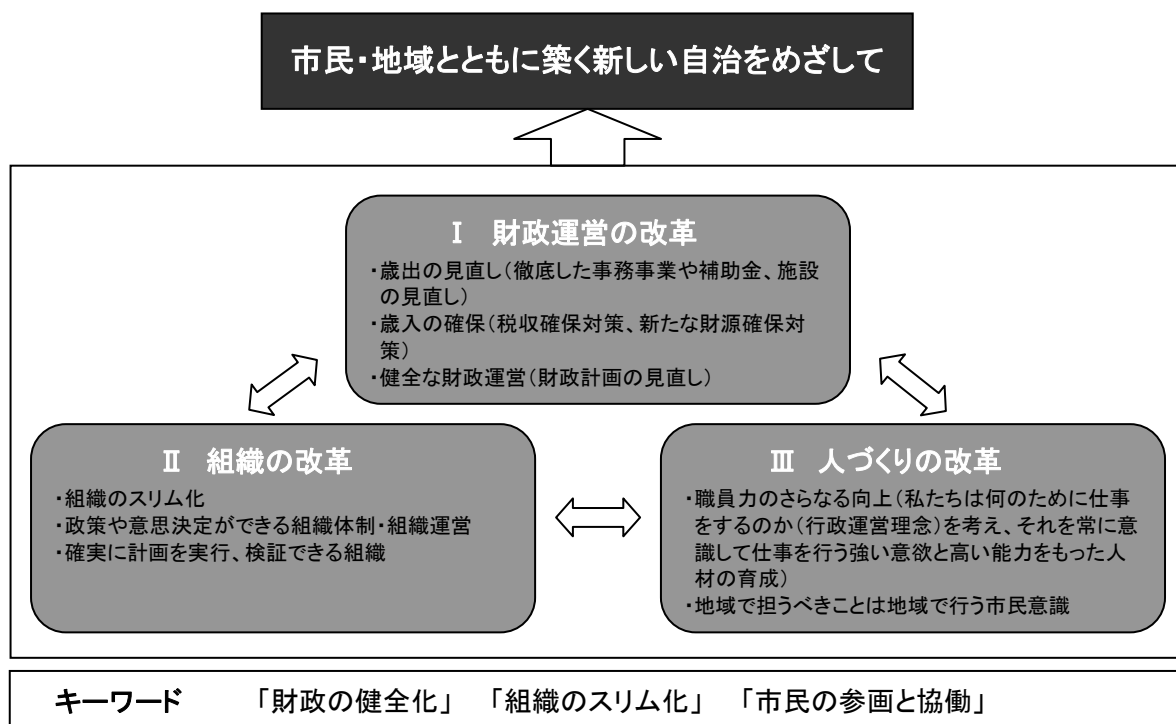 市民・地域とともに築く新しい自治をめざして
Ⅰ 財政運営の改革
・歳出の見直し（徹底した事務事業や補助金、施設
の見直し）
・歳入の確保（税収確保対策、新たな財源確保対
策）
・健全な財政運営（財政計画の見直し）
Ⅱ 組織の改革
・組織のスリム化
・政策や意思決定ができる組織体制・組織運営
・確実に計画を実行、検証できる組織
Ⅲ 人づくりの改革
・職員力のさらなる向上（私たちは何のために仕事
をするのか（行政運営理念）を考え、それを常に意
識して仕事を行う強い意欲と高い能力をもった人
材の育成）
・地域で担うべきことは地域で行う市民意識
キーワード 「財政の健全化」 「組織のスリム化」 「市民の参画と協働」